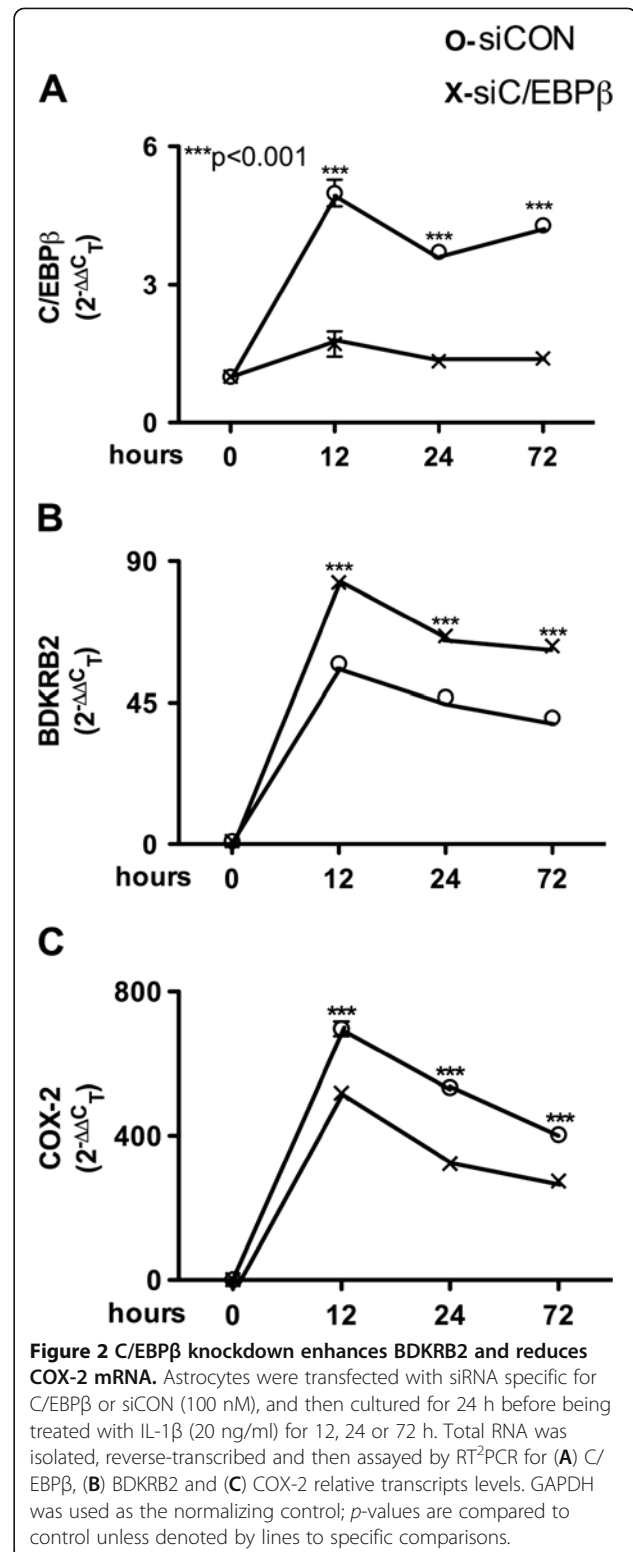 O-siCON
X-siC/EBPβ
A
***p<0.001
6
3
0
C/EBPβ
(2-ΔΔCT)
***
***
***
hours
0 12 24 72
B
90
45
0
BDKRB2
(2-ΔΔCT)
***
***
***
hours
0 12 24 72
C
800
400
0
COX-2
(2-ΔΔCT)
***
***
***
hours
0 12 24 72
Figure 2 C/EBPβ knockdown enhances BDKRB2 and reduces
COX-2 mRNA. Astrocytes were transfected with siRNA specific for
C/EBPβ or siCON (100 nM), and then cultured for 24 h before being
treated with IL-1β (20 ng/ml) for 12, 24 or 72 h. Total RNA was
isolated, reverse-transcribed and then assayed by RT²PCR for (A) C/
EBPβ, (B) BDKRB2 and (C) COX-2 relative transcripts levels. GAPDH
was used as the normalizing control; p-values are compared to
control unless denoted by lines to specific comparisons.